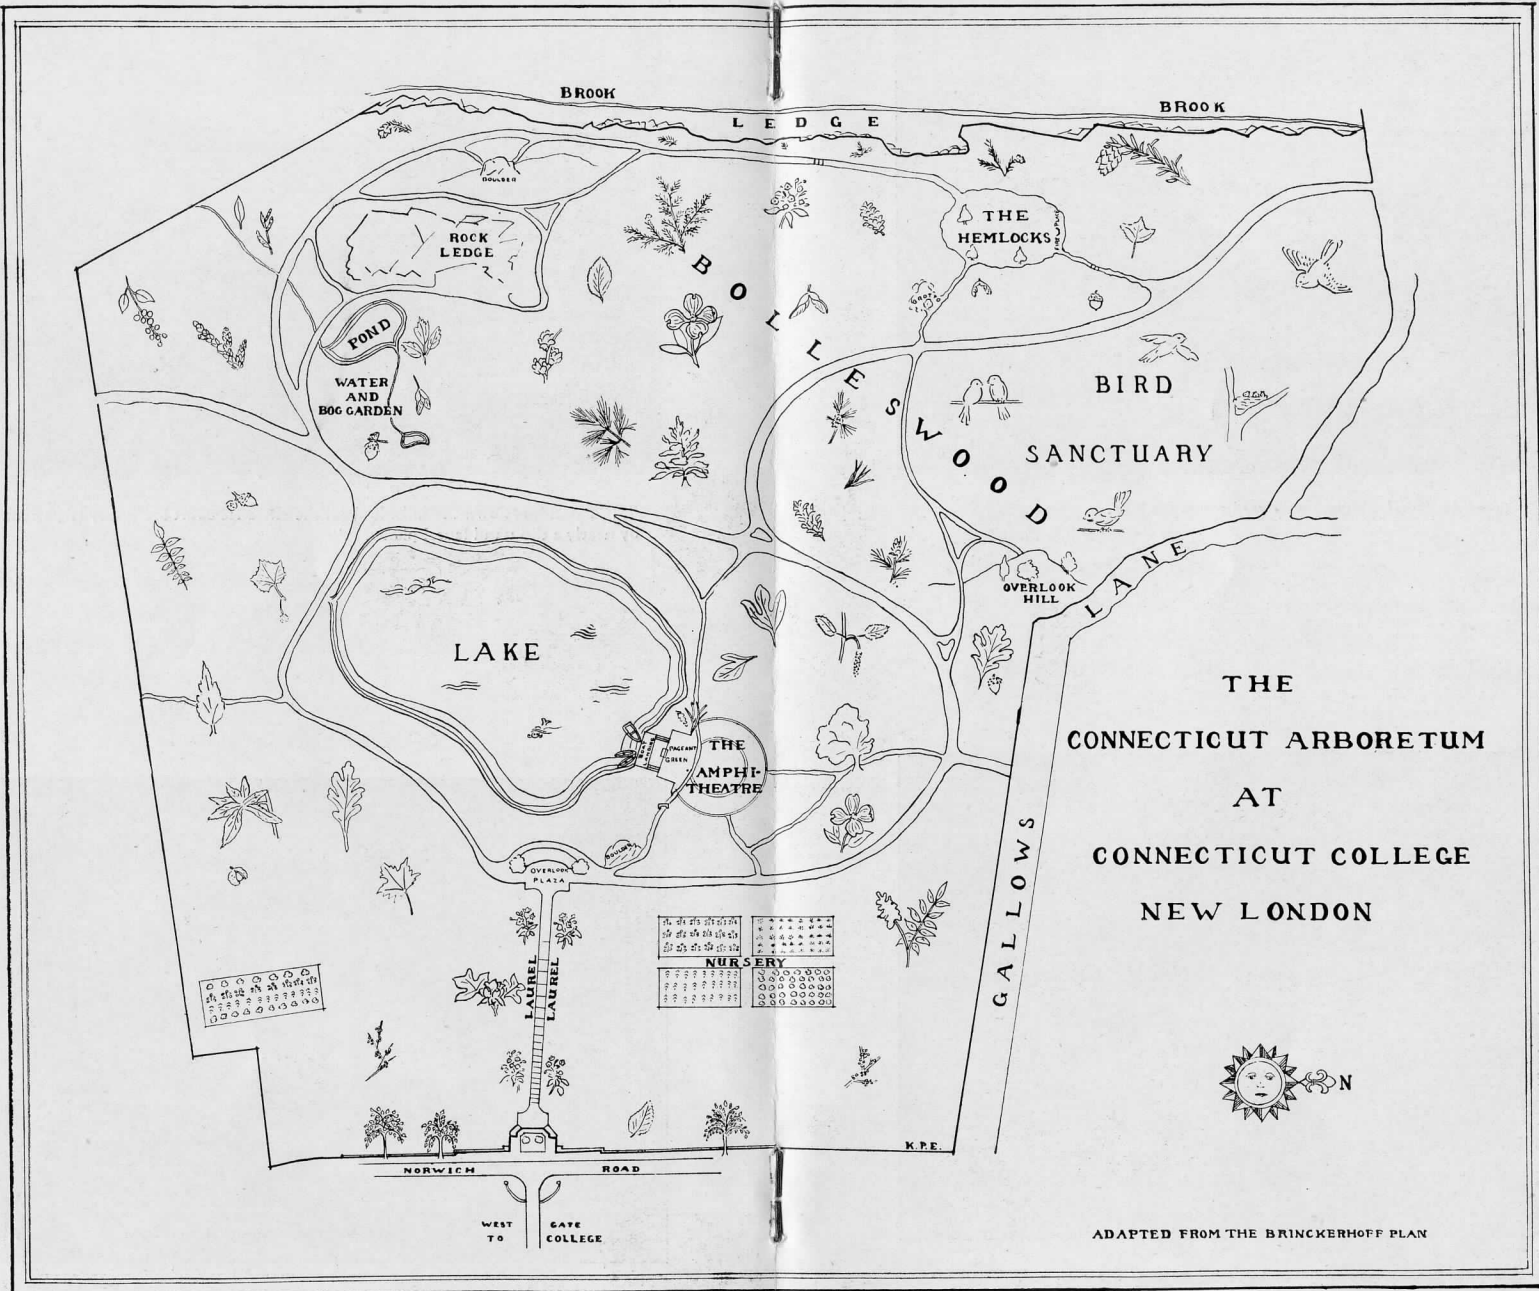 BROOK
BROOK
LEDGE
BOULDER
THE
HEMLOCKS
ROCK
LEDGE
BOLLESWOOD
POND
WATER
AND
BOG GARDEN
BIRD
SANCTUARY
OVERLOOK
HILL
GALLOWS LANE
LAKE
BOAT
LANDING
PAGEANT
GREEN
THE
AMPHI-
THEATRE
BOULDER
OVERLOOK
PLAZA
LAUREL
LAUREL
NURSERY
THE
CONNECTICUT ARBORETUM
AT
CONNECTICUT COLLEGE
NEW LONDON
N
K.P.E.
NORWICH ROAD
WEST GATE
TO COLLEGE
ADAPTED FROM THE BRINCKERHOFF PLAN